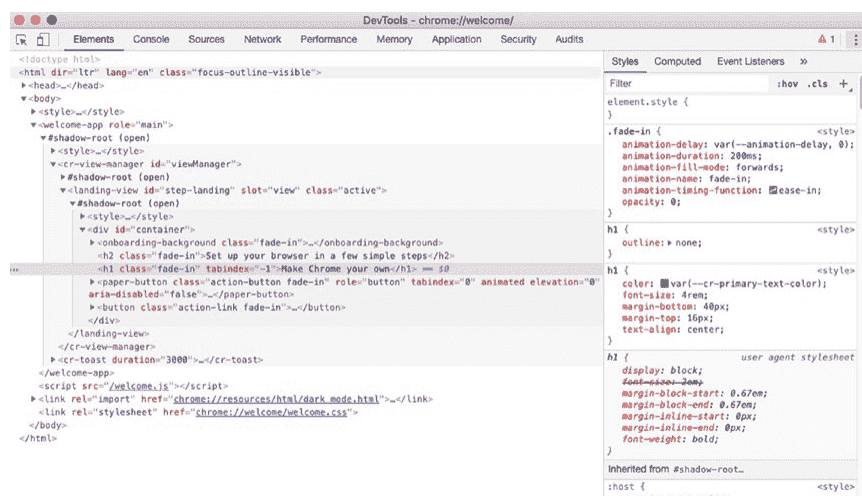 DevTools - chrome://welcome/
Elements Console Sources Network Performance Memory Application Security Audits 1
<!doctype html>
<html dir="ltr" lang="en" class="focus-outline-visible">
<head>…</head>
<body>
<style>…</style>
<welcome-app role="main">
#shadow-root (open)
<style>…</style>
<cr-view-manager id="viewManager">
#shadow-root (open)
<landing-view id="step-landing" slot="view" class="active">
#shadow-root (open)
<style>…</style>
<div id="container">
<onboarding-background class="fade-in">…</onboarding-background>
<h2 class="fade-in">Set up your browser in a few simple steps</h2>
<h1 class="fade-in" tabindex="-1">Make Chrome your own</h1> == $0
<paper-button class="action-button fade-in" role="button" tabindex="0" animated elevation="0"
aria-disabled="false">…</paper-button>
<button class="action-link fade-in">…</button>
</div>
</landing-view>
</cr-view-manager>
<cr-toast duration="3000">…</cr-toast>
</welcome-app>
<script src="/welcome.js"></script>
<link rel="import" href="chrome://resources/html/dark_mode.html">…</link>
<link rel="stylesheet" href="chrome://welcome/welcome.css">
</body>
</html>
Styles Computed Event Listeners »
Filter :hov .cls +
element.style {
}
.fade-in { <style>…
animation-delay: var(--animation-delay, 0);
animation-duration: 200ms;
animation-fill-mode: forwards;
animation-name: fade-in;
animation-timing-function: ease-in;
opacity: 0;
}
h1 { <style>…
outline: none;
}
h1 { <style>…
color: var(--cr-primary-text-color);
font-size: 4rem;
margin-bottom: 40px;
margin-top: 16px;
text-align: center;
}
h1 { user agent stylesheet
display: block;
font-size: 2em;
margin-block-start: 0.67em;
margin-block-end: 0.67em;
margin-inline-start: 0px;
margin-inline-end: 0px;
font-weight: bold;
}
Inherited from #shadow-root…
:host { <style>…